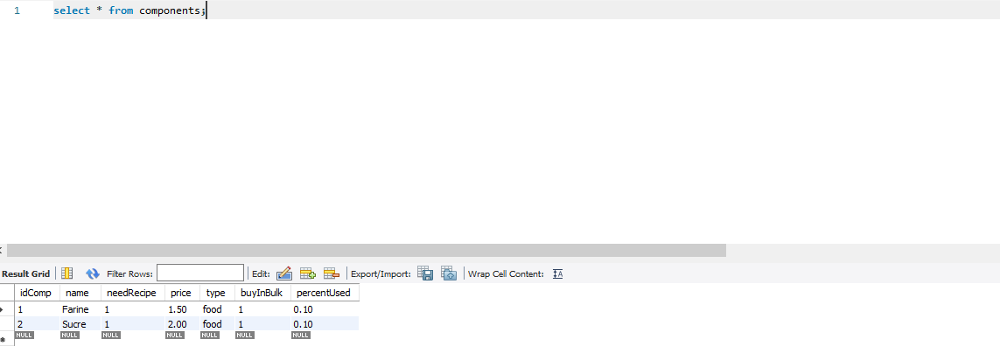 1 select * from components;
Result Grid Filter Rows: Edit: Export/Import: Wrap Cell Content:
idComp name needRecipe price type buyInBulk percentUsed
1 Farine 1 1.50 food 1 0.10
2 Sucre 1 2.00 food 1 0.10
NULL NULL NULL NULL NULL NULL NULL